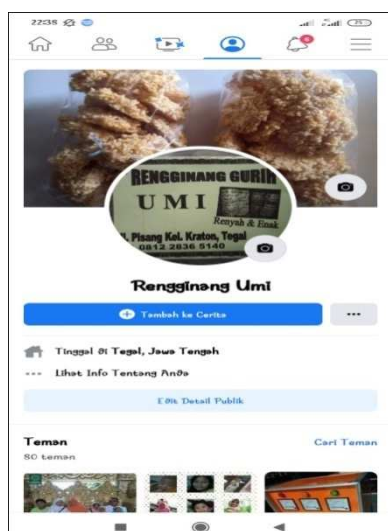 22:38
RENGGINANG GURIH
UMI
Renyah & Enak
. Pisang Kel. Kraton, Tegal
0812 2836 5140
Rengginang Umi
Tambah ke Cerita
Tinggal di Tegal, Jawa Tengah
Lihat Info Tentang Anda
Edit Detail Publik
Teman
Cari Teman
80 teman